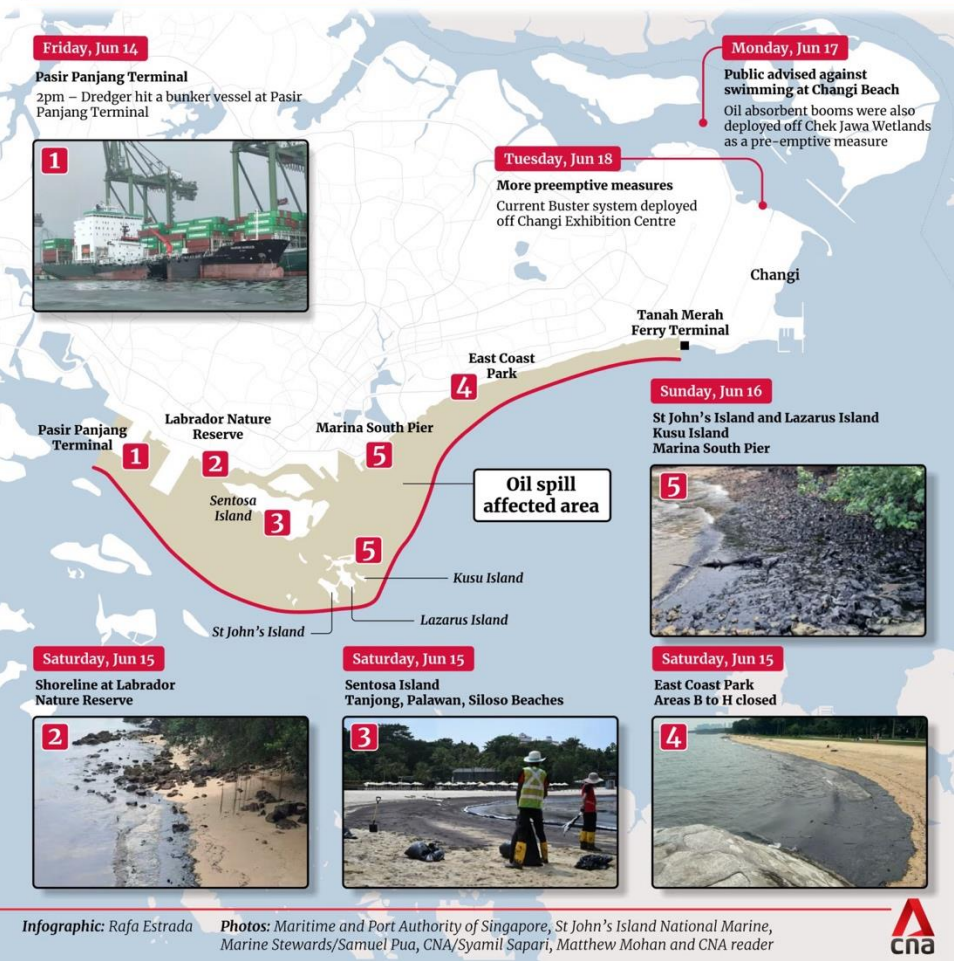 Friday, Jun 14
Pasir Panjang Terminal
2pm – Dredger hit a bunker vessel at Pasir
Panjang Terminal
1
Monday, Jun 17
Public advised against
swimming at Changi Beach
Oil absorbent booms were also
deployed off Chek Jawa Wetlands
as a pre-emptive measure
Tuesday, Jun 18
More preemptive measures
Current Buster system deployed
off Changi Exhibition Centre
Changi
Tanah Merah
Ferry Terminal
East Coast
Park
4
Labrador Nature
Reserve
2
Marina South Pier
5
Pasir Panjang
Terminal
1
Sentosa
Island
3
Oil spill
affected area
5
Kusu Island
Lazarus Island
St John's Island
Sunday, Jun 16
St John's Island and Lazarus Island
Kusu Island
Marina South Pier
5
Saturday, Jun 15
Shoreline at Labrador
Nature Reserve
2
Saturday, Jun 15
Sentosa Island
Tanjong, Palawan, Siloso Beaches
3
Saturday, Jun 15
East Coast Park
Areas B to H closed
4
Infographic: Rafa Estrada
Photos: Maritime and Port Authority of Singapore, St John's Island National Marine,
Marine Stewards/Samuel Pua, CNA/Syamil Sapari, Matthew Mohan and CNA reader
cna